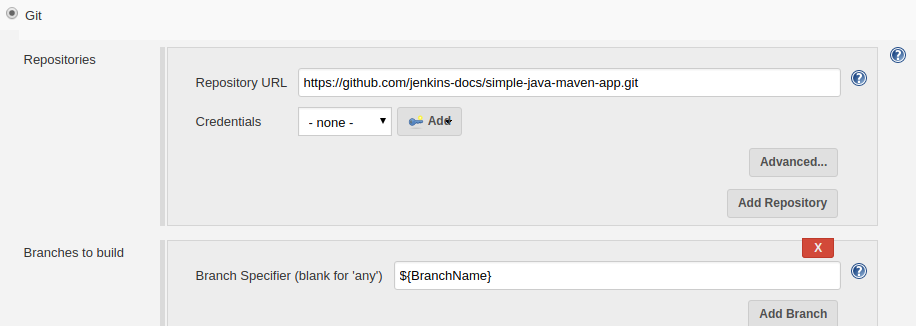 Git
Repositories
Repository URL https://github.com/jenkins-docs/simple-java-maven-app.git
Credentials - none - Add
Advanced...
Add Repository
X
Branches to build
Branch Specifier (blank for 'any') ${BranchName}
Add Branch